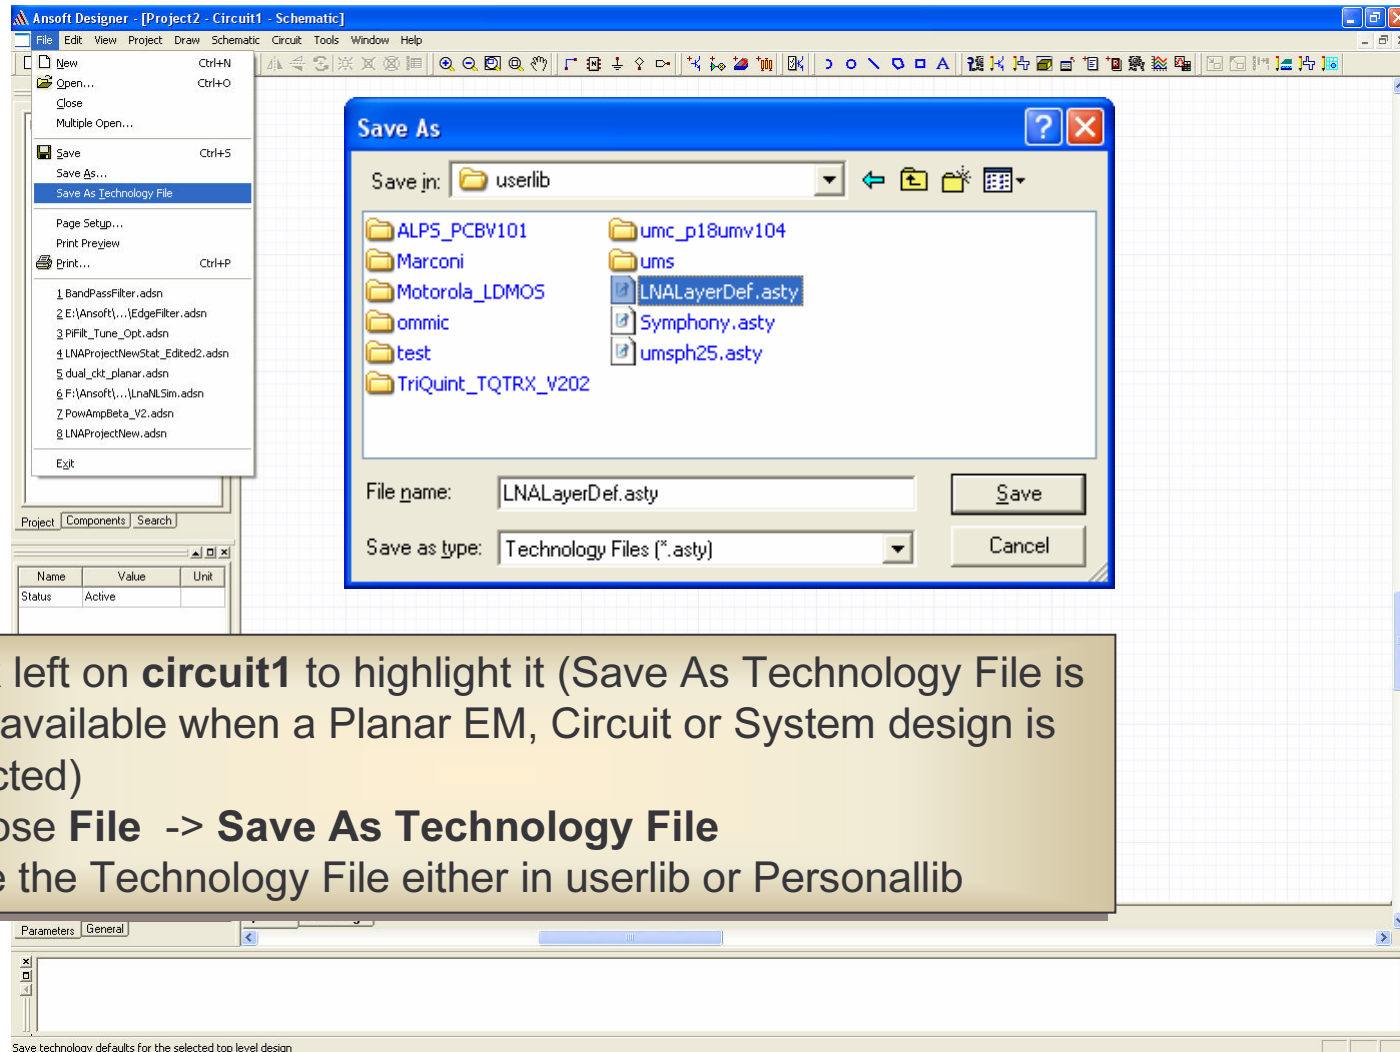 Ansoft Designer - [Project2 - Circuit1 - Schematic]
File Edit View Project Draw Schematic Circuit Tools Window Help
New Ctrl+N
Open... Ctrl+O
Close
Multiple Open...
Save Ctrl+S
Save As...
Save As Technology File
Page Setup...
Print Preview
Print... Ctrl+P
1 BandPassFilter.adsn
2 E:\Ansoft\...\EdgeFilter.adsn
3 PiFilt_Tune_Opt.adsn
4 LNAProjectNewStat_Edited2.adsn
5 dual_ckt_planar.adsn
6 F:\Ansoft\...\LnaNLSim.adsn
7 PowAmpBeta_V2.adsn
8 LNAProjectNew.adsn
Exit
Project Components Search
Name Value Unit
Status Active
Save As
Save in: userlib
ALPS_PCBV101 umc_p18umv104
Marconi ums
Motorola_LDMOS LNALayerDef.asty
ommic Symphony.asty
test umsph25.asty
TriQuint_TQTRX_V202
File name: LNALayerDef.asty Save
Save as type: Technology Files (*.asty) Cancel
left on circuit1 to highlight it (Save As Technology File is
available when a Planar EM, Circuit or System design is
cted)
ose File -> Save As Technology File
e the Technology File either in userlib or Personallib
Parameters General
Save technology defaults for the selected top level design